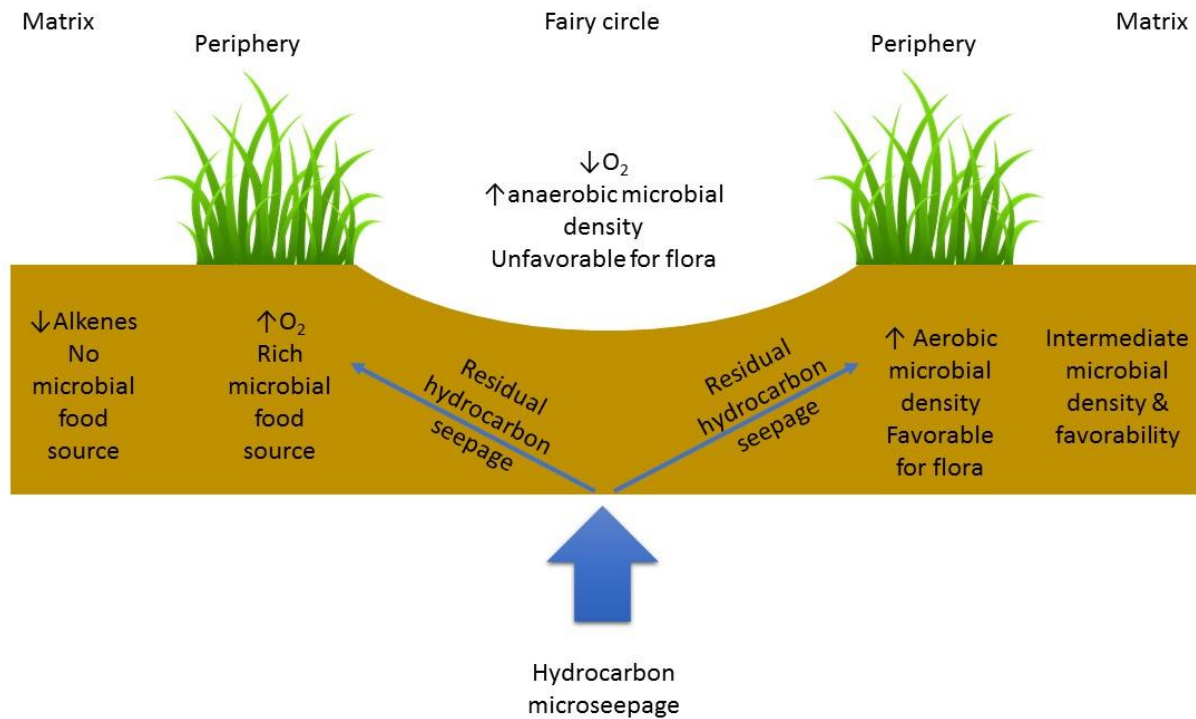 Matrix
Fairy circle
Matrix
Periphery
Periphery
↓O₂
↑anaerobic microbial
density
Unfavorable for flora
↓Alkenes
No
microbial
food
source
↑O₂
Rich
microbial
food
source
Residual
hydrocarbon
seepage
Residual
hydrocarbon
seepage
↑ Aerobic
microbial
density
Favorable
for flora
Intermediate
microbial
density &
favorability
Hydrocarbon
microseepage